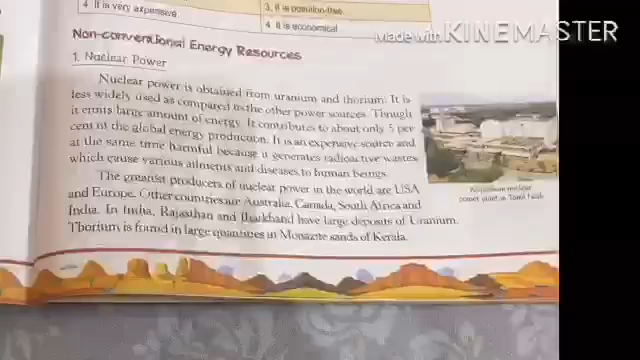 4. It is very expensive
3. It is pollution-free
4. It is economical
Made with KINEMASTER
Non-conventional Energy Resources
1. Nuclear Power
Nuclear power is obtained from uranium and thorium. It is
less widely used as compared to the other power sources. Though
it emits large amount of energy. It contributes to about only 5 per
cent of the global energy production. It is an expensive source and
at the same time harmful because it generates radioactive wastes
which cause various ailments and diseases to human beings.
The greatest producers of nuclear power in the world are USA
and Europe. Other countries are Australia, Canada, South Africa and
India. In India, Rajasthan and Jharkhand have large deposits of Uranium.
Thorium is found in large quantities in Monazite sands of Kerala.
nuclear
power plant in Tamil Nadu